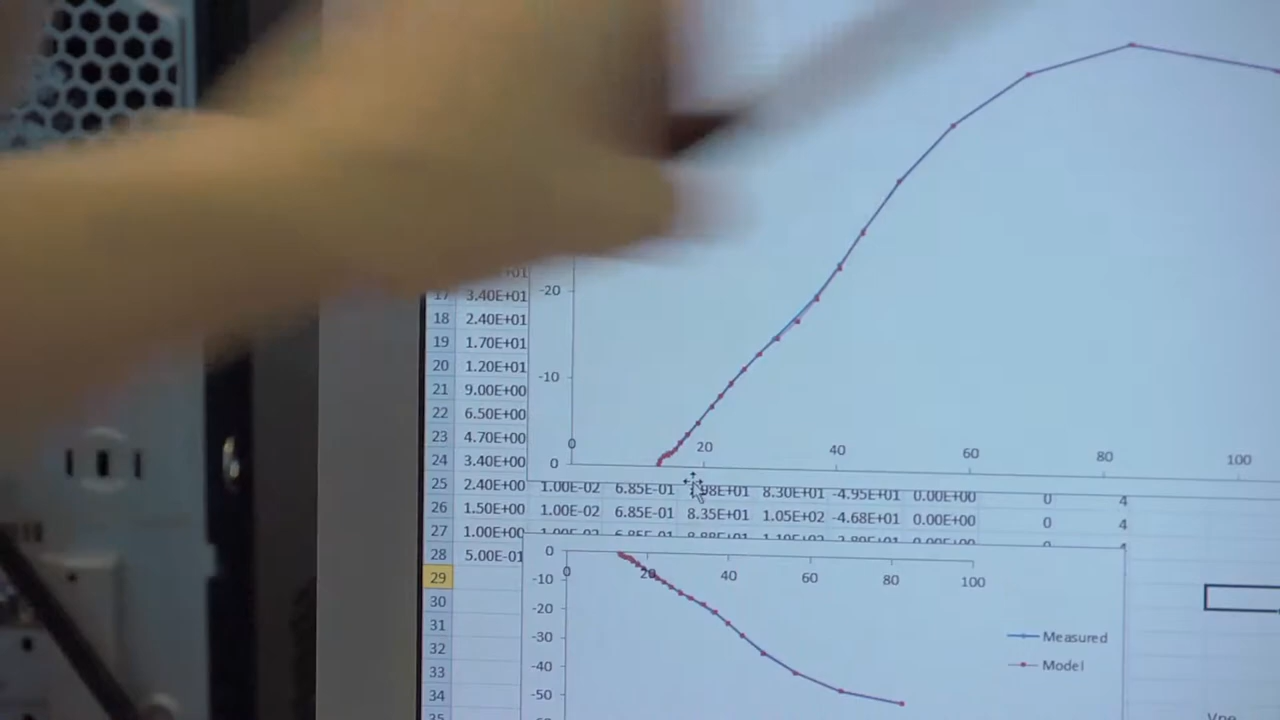 -20
17 3.40E+01
18 2.40E+01
19 1.70E+01
20 1.20E+01
-10
21 9.00E+00
22 6.50E+00
23 4.70E+00
0 20 40 60 80 100
24 3.40E+00 0
25 2.40E+00 1.00E-02 6.85E-01 8.30E+01 -4.95E+01 0.00E+00 0 4
26 1.50E+00 1.00E-02 6.85E-01 8.35E+01 1.05E+02 -4.68E+01 0.00E+00 0 4
27 1.00E+00
28 5.00E-01 0
29 -10 0 20 40 60 80 100
30 -20
31 -30 Measured
32
33 -40 Model
34 -50